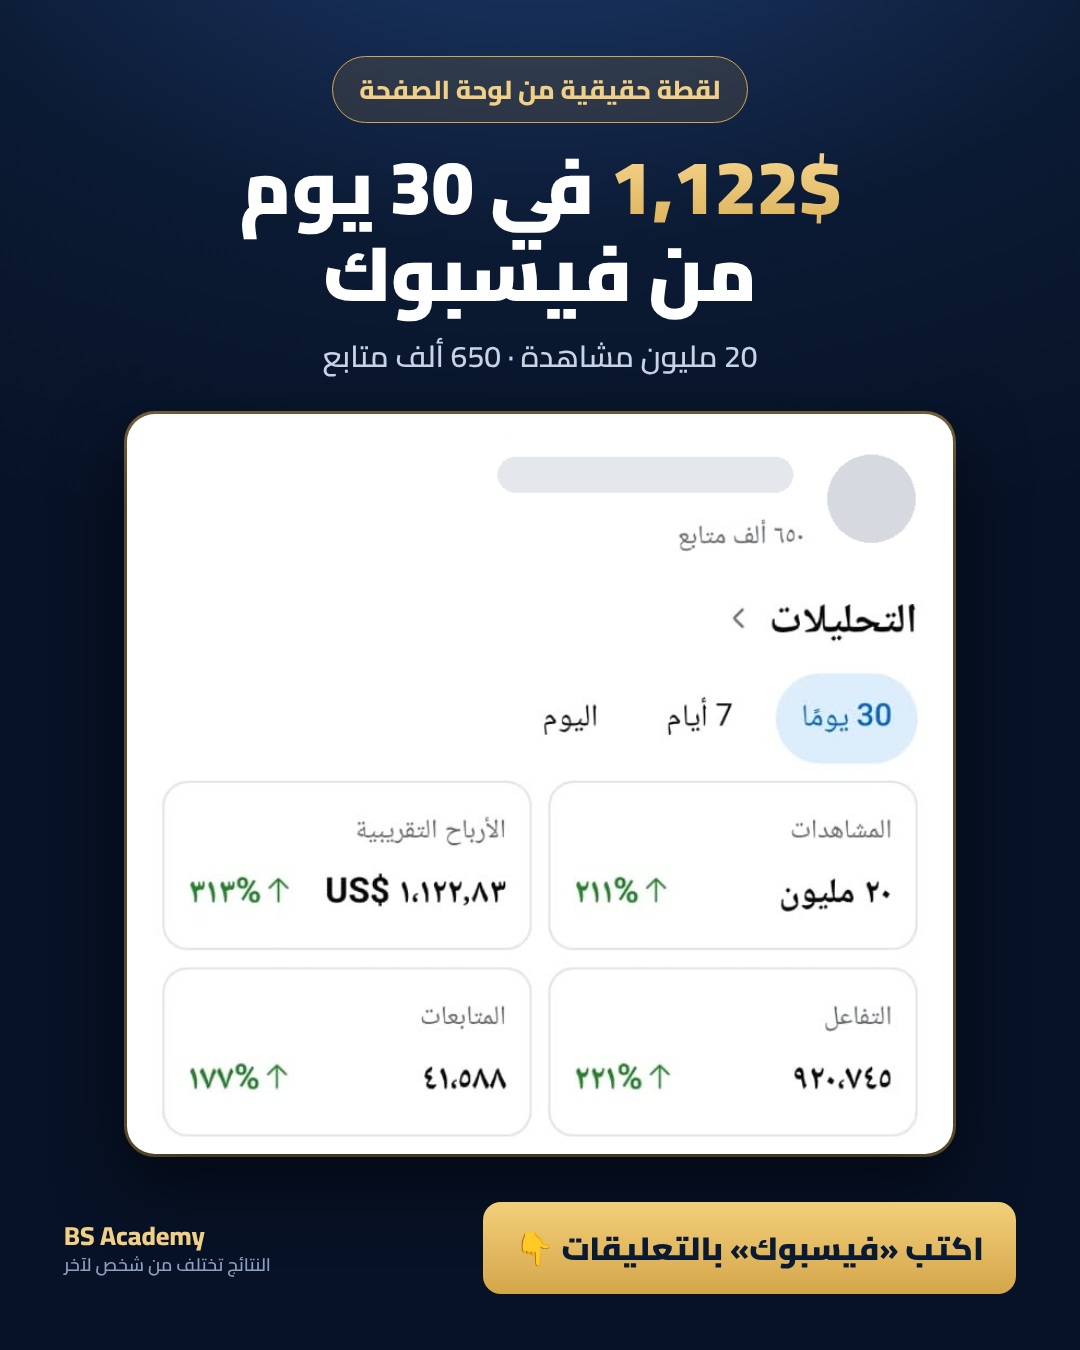 لقطة حقيقية من لوحة الصفحة
1,122$ في 30 يوم
من فيسبوك
20 مليون مشاهدة · 650 ألف متابع
٦٥٠ ألف متابع
التحليلات
30 يومًا
7 أيام
اليوم
المشاهدات
٢٠ مليون
٢١١%
الأرباح التقريبية
١،١٢٢,٨٣ US$
٣١٣%
التفاعل
٩٢٠،٧٤٥
٢٢١%
المتابعات
٤١،٥٨٨
١٧٧%
اكتب «فيسبوك» بالتعليقات 👇
BS Academy
النتائج تختلف من شخص لآخر